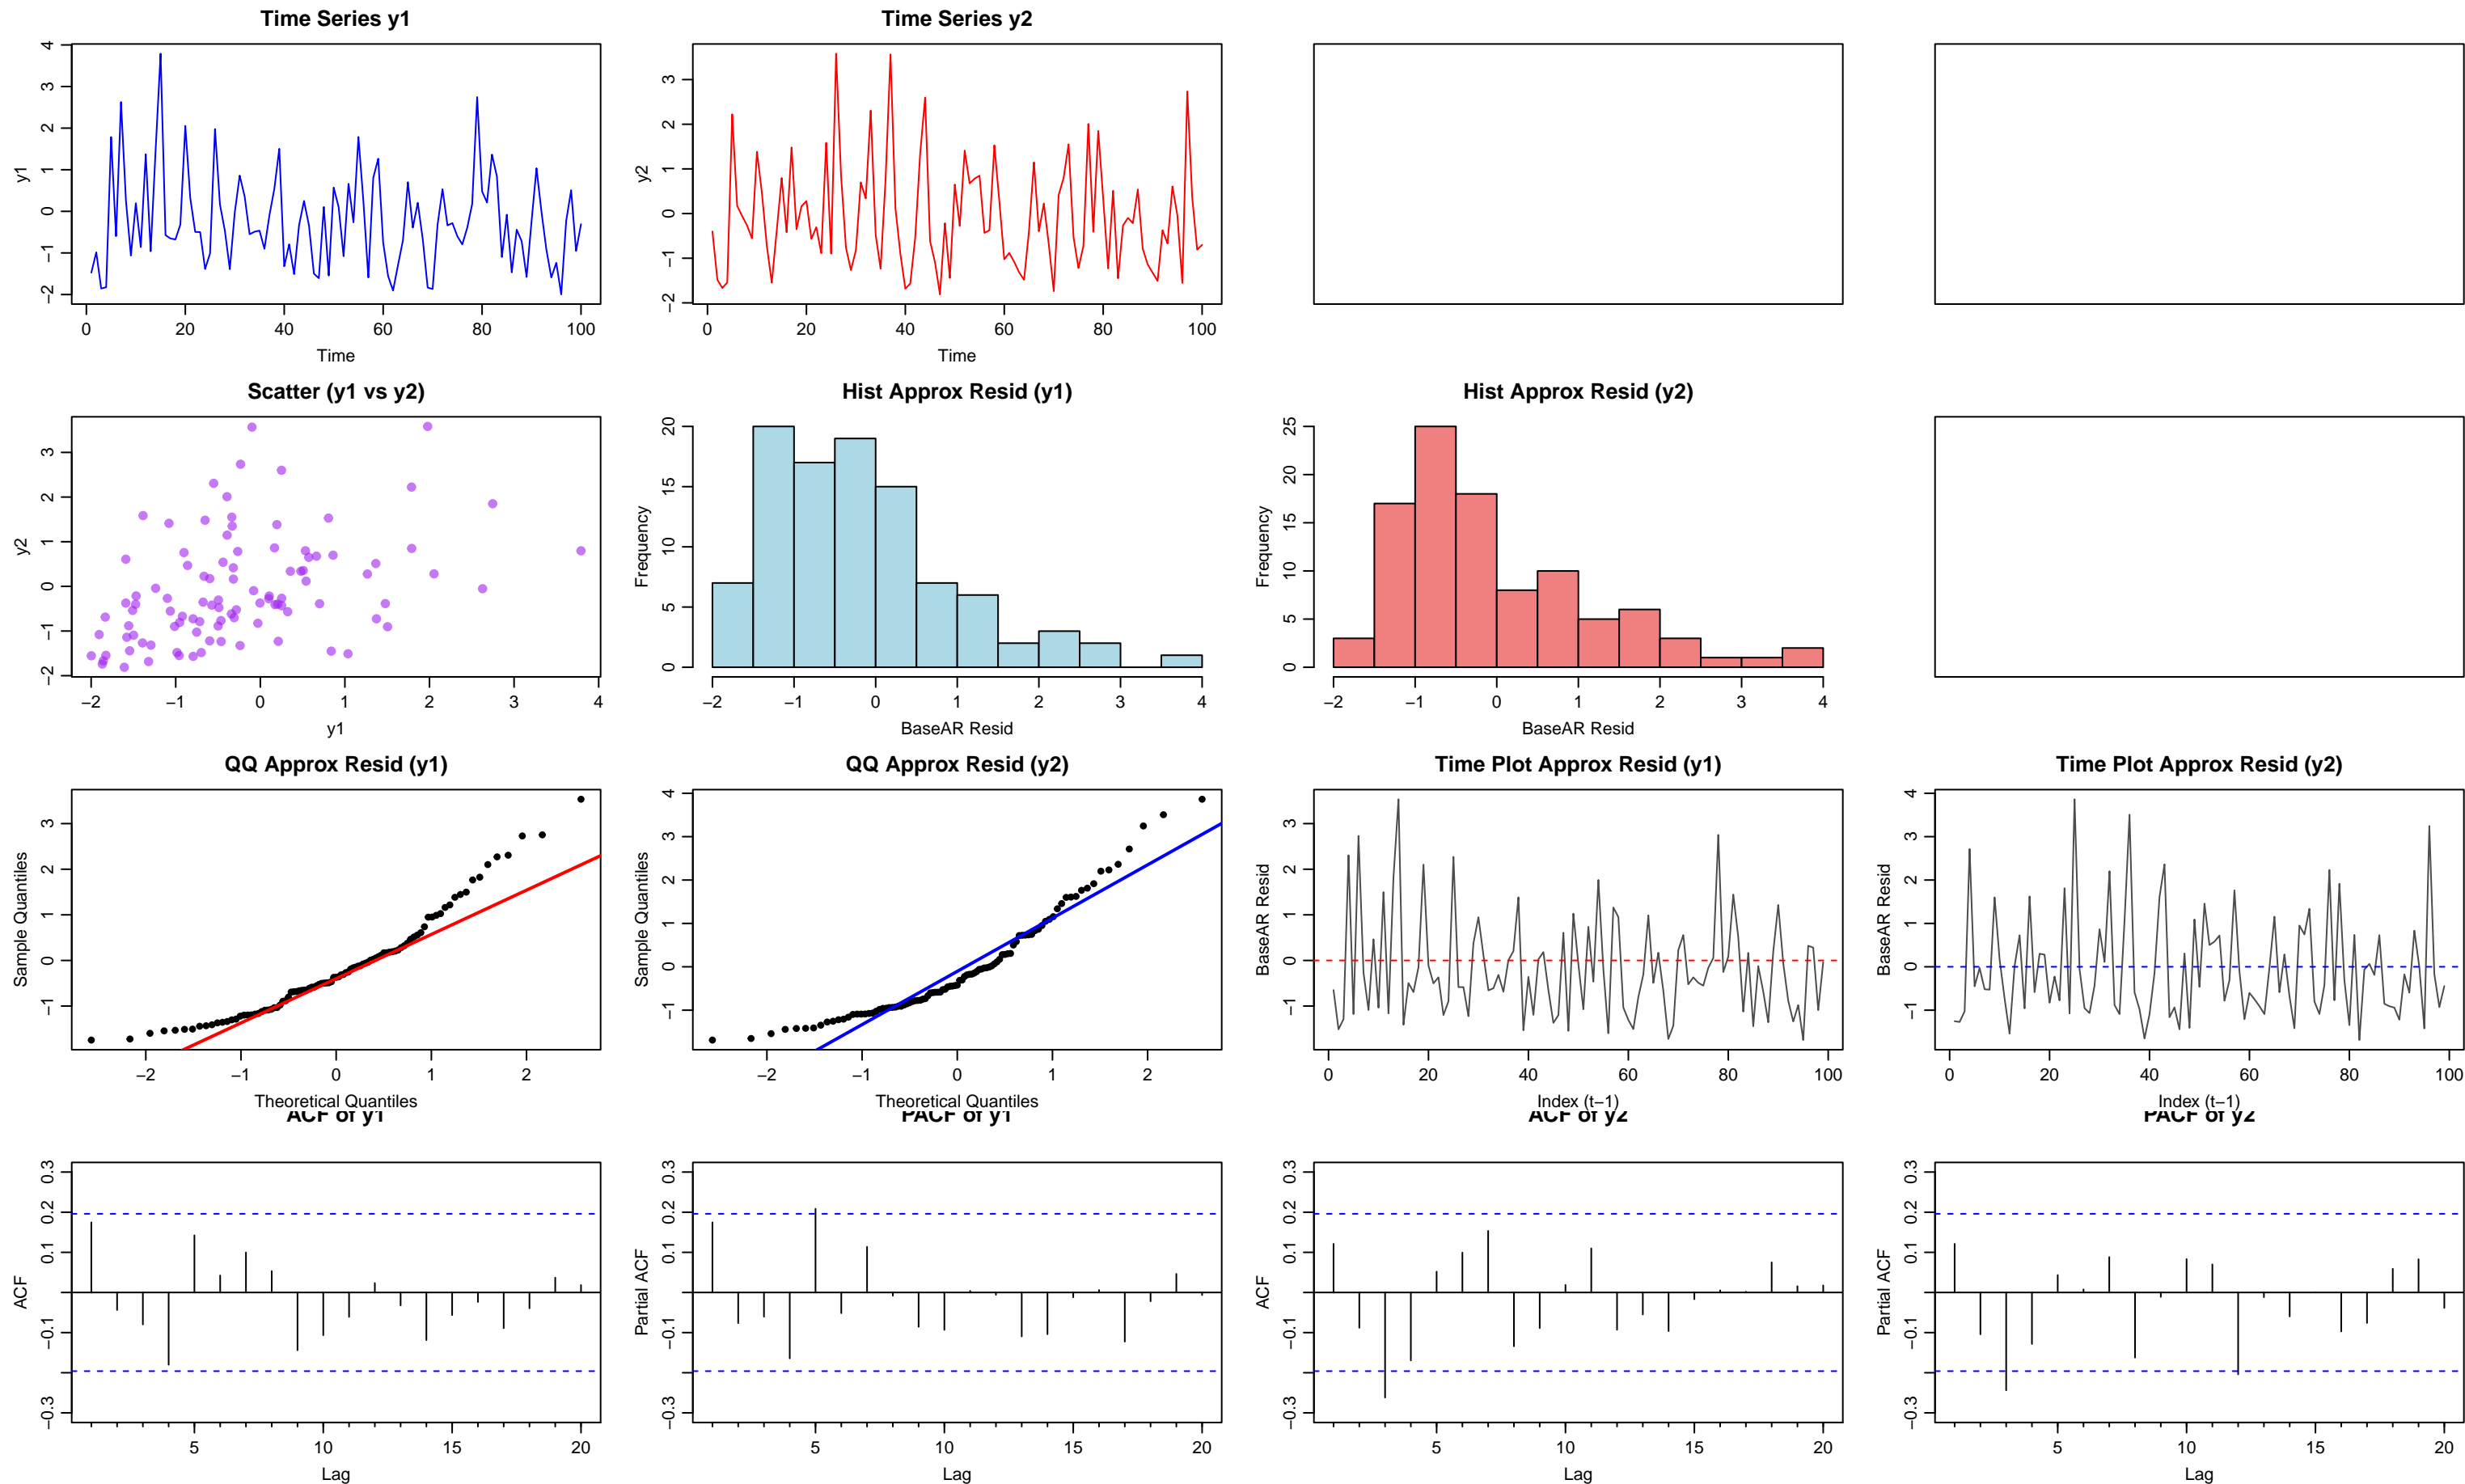 Time Series y1
y1
−2 −1 0 1 2 3 4
0 20 40 60 80 100
Time
Time Series y2
y2
−2 −1 0 1 2 3
0 20 40 60 80 100
Time
Scatter (y1 vs y2)
y2
−2 −1 0 1 2 3
−2 −1 0 1 2 3 4
y1
Hist Approx Resid (y1)
Frequency
0 5 10 15 20
−2 −1 0 1 2 3 4
BaseAR Resid
Hist Approx Resid (y2)
Frequency
0 5 10 15 20 25
−2 −1 0 1 2 3 4
BaseAR Resid
QQ Approx Resid (y1)
Sample Quantiles
−1 0 1 2 3
−2 −1 0 1 2
Theoretical Quantiles
QQ Approx Resid (y2)
Sample Quantiles
−1 0 1 2 3 4
−2 −1 0 1 2
Theoretical Quantiles
Time Plot Approx Resid (y1)
BaseAR Resid
−1 0 1 2 3
0 20 40 60 80 100
Index (t−1)
Time Plot Approx Resid (y2)
BaseAR Resid
−1 0 1 2 3 4
0 20 40 60 80 100
Index (t−1)
ACF of y1
ACF
−0.3 −0.1 0.1 0.2 0.3
5 10 15 20
Lag
PACF of y1
Partial ACF
−0.3 −0.1 0.1 0.2 0.3
5 10 15 20
Lag
ACF of y2
ACF
−0.3 −0.1 0.1 0.2 0.3
5 10 15 20
Lag
PACF of y2
Partial ACF
−0.3 −0.1 0.1 0.2 0.3
5 10 15 20
Lag